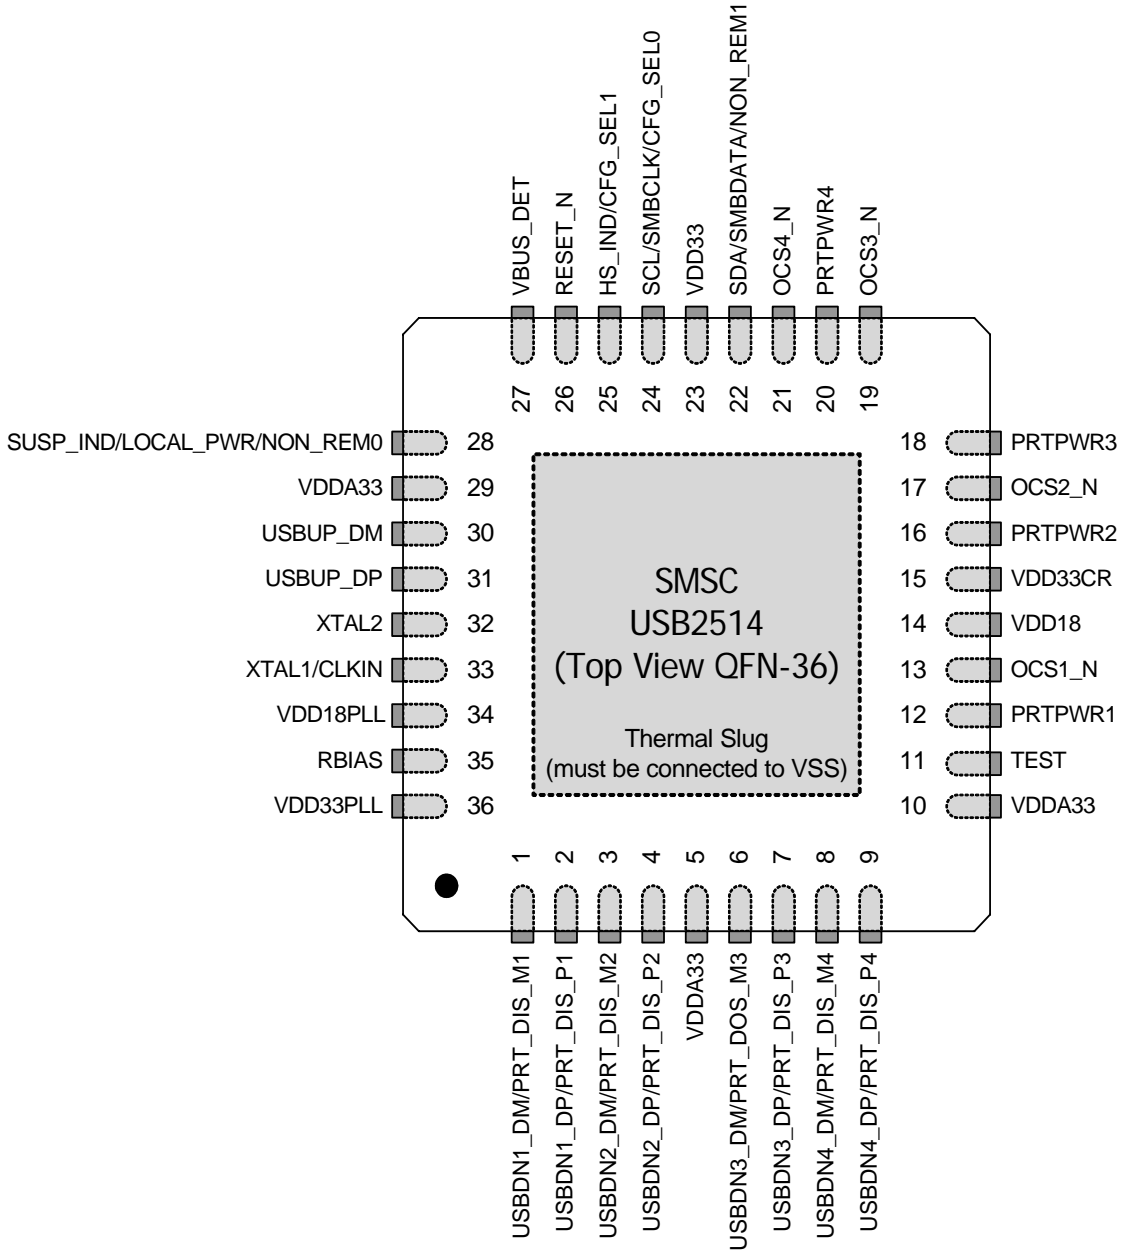 VBUS_DET
RESET_N
HS_IND/CFG_SEL1
SCL/SMBCLK/CFG_SEL0
VDD33
SDA/SMBDATA/NON_REM1
OCS4_N
PRTPWR4
OCS3_N
27
26
25
24
23
22
21
20
19
SUSP_IND/LOCAL_PWR/NON_REM0 28
VDDA33 29
USBUP_DM 30
USBUP_DP 31
XTAL2 32
XTAL1/CLKIN 33
VDD18PLL 34
RBIAS 35
VDD33PLL 36
18 PRTPWR3
17 OCS2_N
16 PRTPWR2
15 VDD33CR
14 VDD18
13 OCS1_N
12 PRTPWR1
11 TEST
10 VDDA33
SMSC
USB2514
(Top View QFN-36)
Thermal Slug
(must be connected to VSS)
1
2
3
4
5
6
7
8
9
USBDN1_DM/PRT_DIS_M1
USBDN1_DP/PRT_DIS_P1
USBDN2_DM/PRT_DIS_M2
USBDN2_DP/PRT_DIS_P2
VDDA33
USBDN3_DM/PRT_DOS_M3
USBDN3_DP/PRT_DIS_P3
USBDN4_DM/PRT_DIS_M4
USBDN4_DP/PRT_DIS_P4